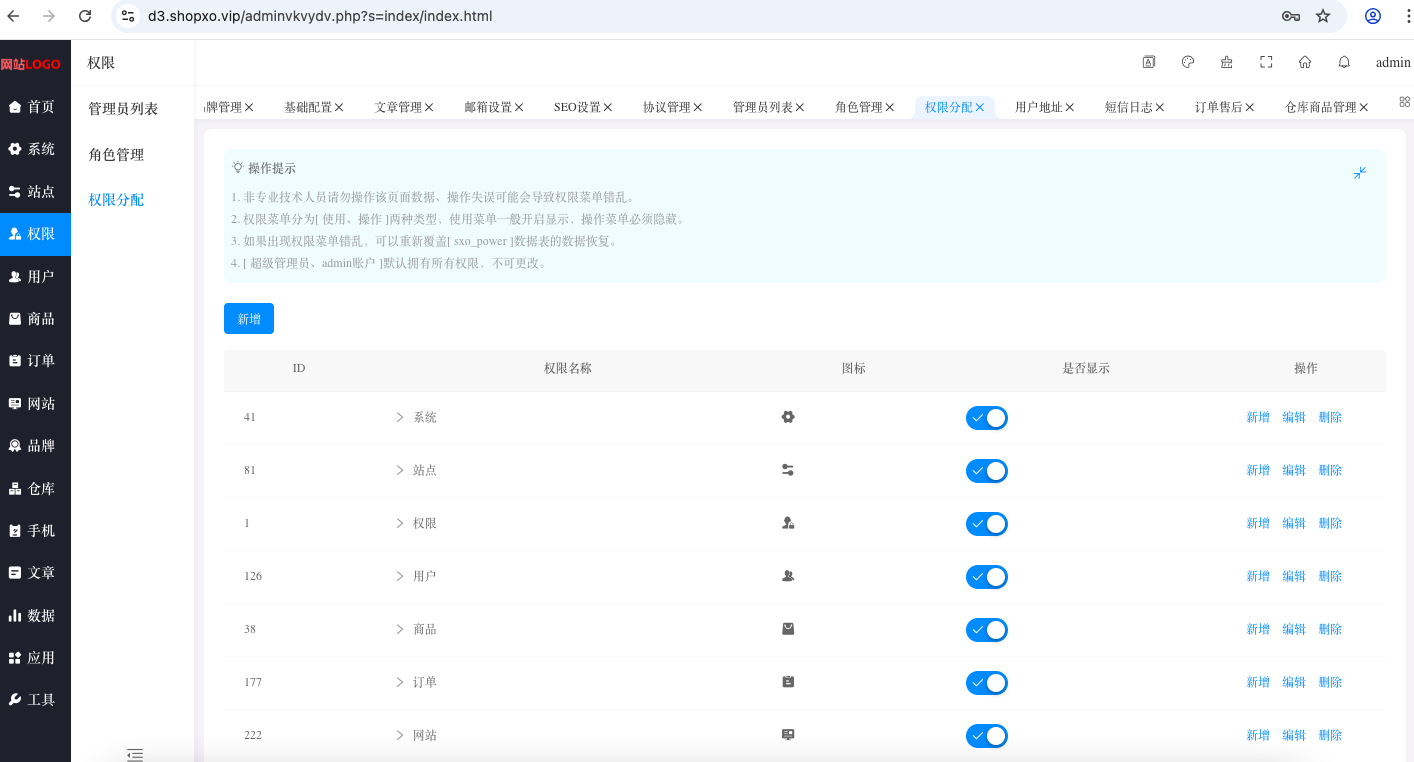 d3.shopxo.vip/adminvkvydv.php?s=index/index.html
网站LOGO
首页
系统
站点
权限
用户
商品
订单
网站
品牌
仓库
手机
文章
数据
应用
工具
权限
管理员列表
角色管理
权限分配
admin
牌管理 基础配置 文章管理 邮箱设置 SEO设置 协议管理 管理员列表 角色管理 权限分配 用户地址 短信日志 订单售后 仓库商品管理
操作提示
1. 非专业技术人员请勿操作该页面数据、操作失误可能会导致权限菜单错乱。
2. 权限菜单分为[ 使用、操作 ]两种类型，使用菜单一般开启显示，操作菜单必须隐藏。
3. 如果出现权限菜单错乱，可以重新覆盖[ sxo_power ]数据表的数据恢复。
4. [ 超级管理员、admin账户 ]默认拥有所有权限，不可更改。
新增
ID 权限名称 图标 是否显示 操作
41 系统 新增 编辑 删除
81 站点 新增 编辑 删除
1 权限 新增 编辑 删除
126 用户 新增 编辑 删除
38 商品 新增 编辑 删除
177 订单 新增 编辑 删除
222 网站 新增 编辑 删除